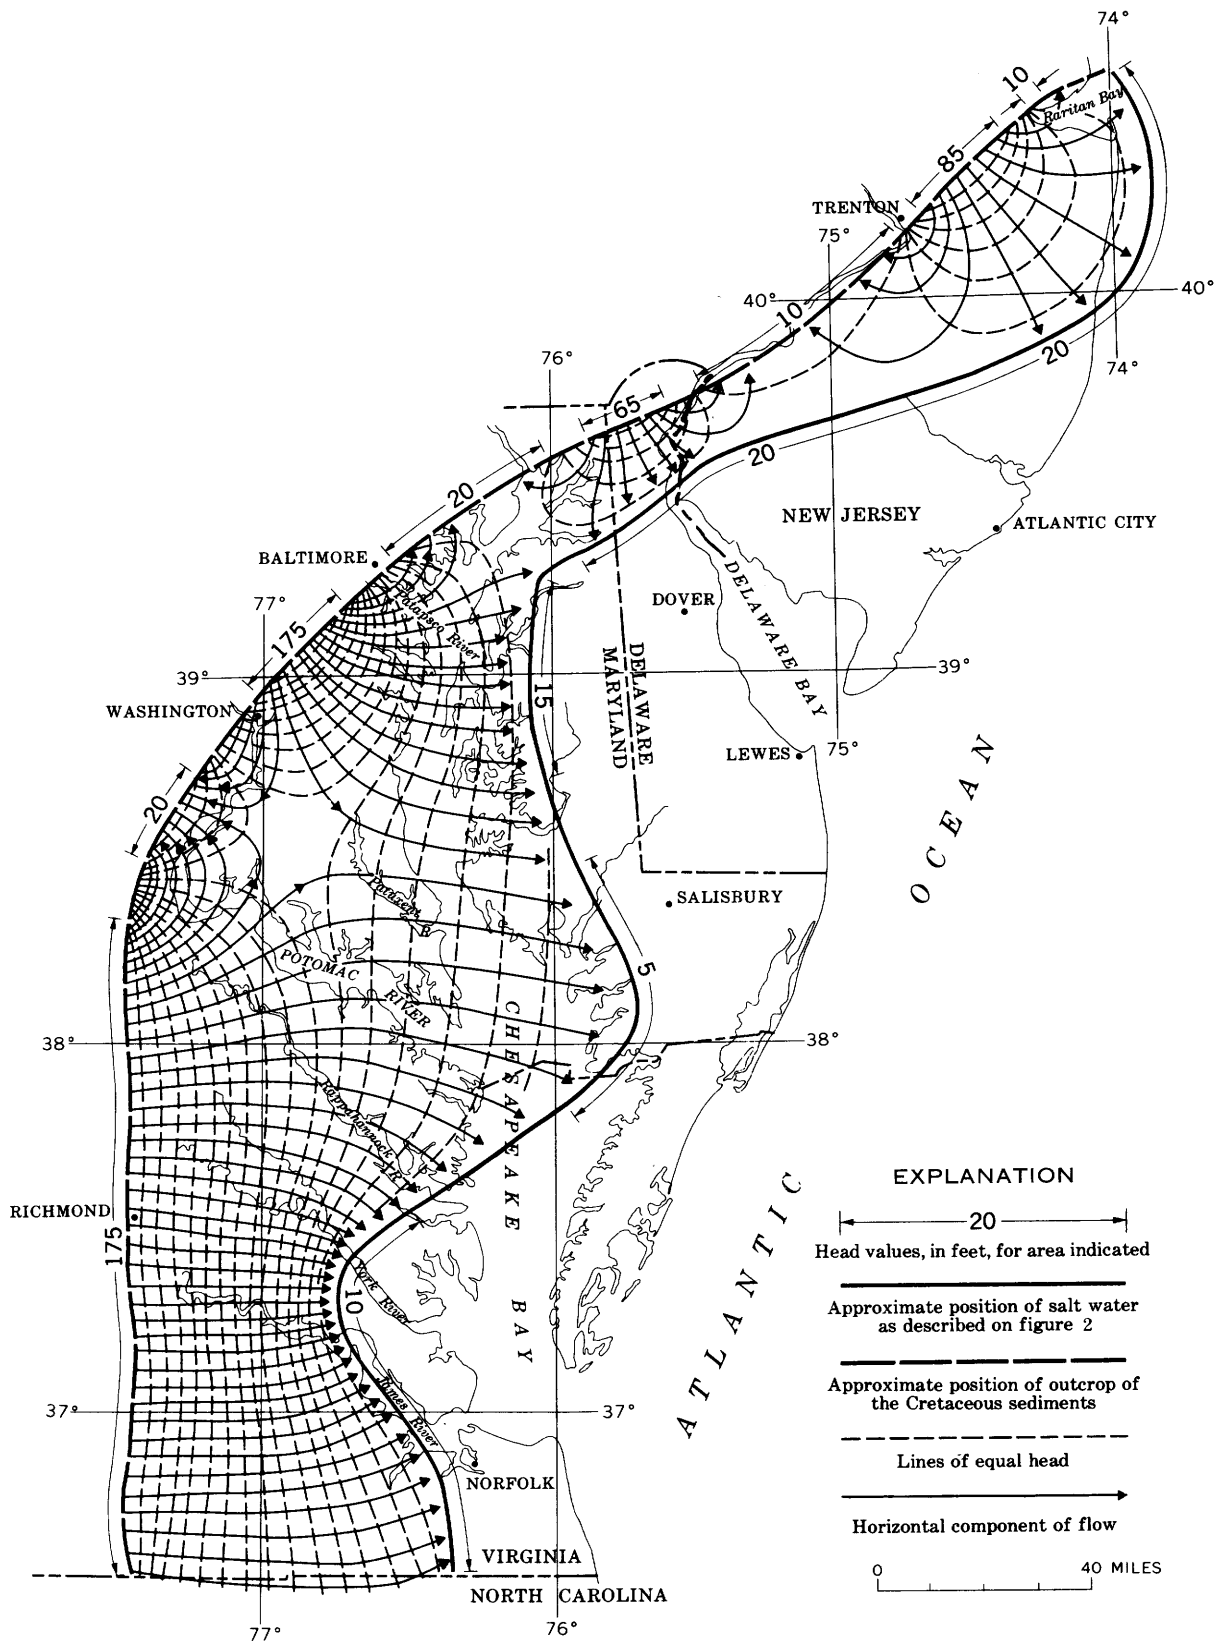 74°
10
Raritan Bay
85
TRENTON
75°
40°
40°
10
20
74°
76°
65
20
20
NEW JERSEY
ATLANTIC CITY
BALTIMORE
77°
Patapsco River
DOVER
DELAWARE BAY
175
39°
39°
DELAWARE
MARYLAND
15
WASHINGTON
LEWES
75°
20
OCEAN
SALISBURY
Patuxent R
POTOMAC RIVER
5
CHESAPEAKE BAY
38°
38°
Rappahannock R
RICHMOND
175
York River
10
ATLANTIC
James River
37°
37°
NORFOLK
VIRGINIA
NORTH CAROLINA
77°
76°
EXPLANATION
20
Head values, in feet, for area indicated
Approximate position of salt water
as described on figure 2
Approximate position of outcrop of
the Cretaceous sediments
Lines of equal head
Horizontal component of flow
0 40 MILES